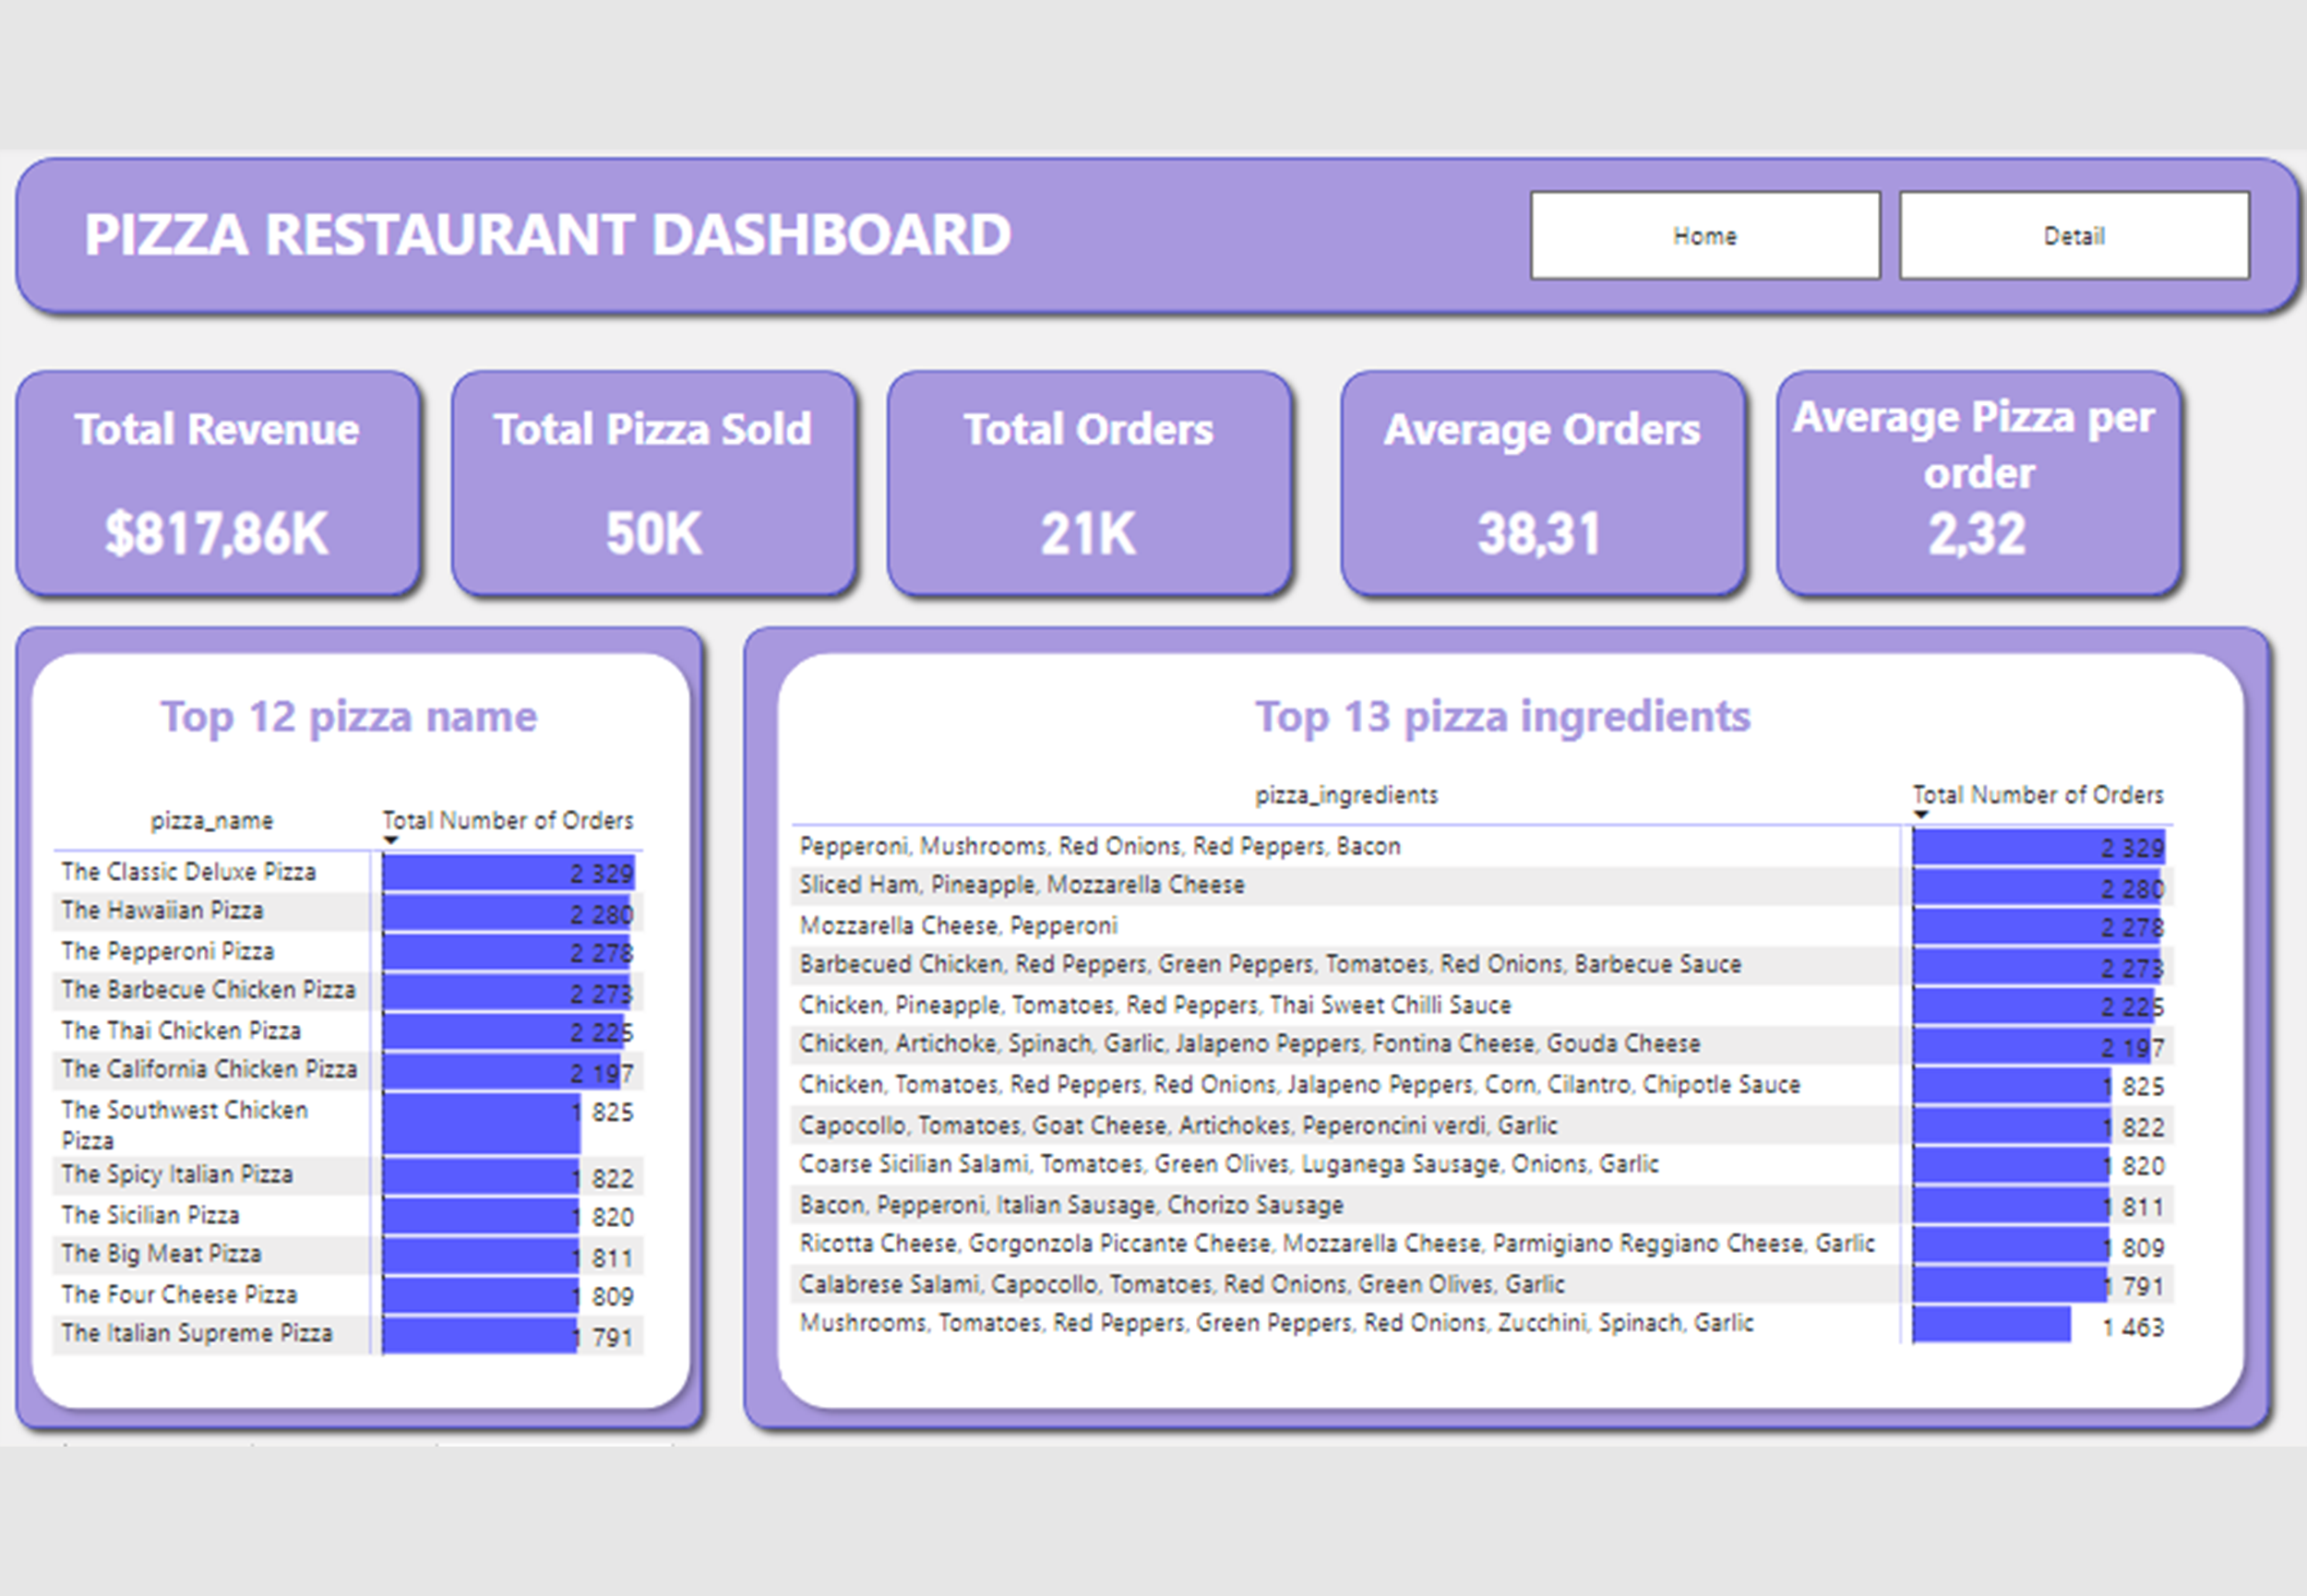 PIZZA RESTAURANT DASHBOARD
Home
Detail
Total Revenue
$817,86K
Total Pizza Sold
50K
Total Orders
21K
Average Orders
38,31
Average Pizza per
order
2,32
Top 12 pizza name
pizza_name Total Number of Orders
The Classic Deluxe Pizza 2 329
The Hawaiian Pizza 2 280
The Pepperoni Pizza 2 278
The Barbecue Chicken Pizza 2 273
The Thai Chicken Pizza 2 225
The California Chicken Pizza 2 197
The Southwest Chicken 1 825
Pizza
The Spicy Italian Pizza 1 822
The Sicilian Pizza 1 820
The Big Meat Pizza 1 811
The Four Cheese Pizza 1 809
The Italian Supreme Pizza 1 791
Top 13 pizza ingredients
pizza_ingredients Total Number of Orders
Pepperoni, Mushrooms, Red Onions, Red Peppers, Bacon 2 329
Sliced Ham, Pineapple, Mozzarella Cheese 2 280
Mozzarella Cheese, Pepperoni 2 278
Barbecued Chicken, Red Peppers, Green Peppers, Tomatoes, Red Onions, Barbecue Sauce 2 273
Chicken, Pineapple, Tomatoes, Red Peppers, Thai Sweet Chilli Sauce 2 225
Chicken, Artichoke, Spinach, Garlic, Jalapeno Peppers, Fontina Cheese, Gouda Cheese 2 197
Chicken, Tomatoes, Red Peppers, Red Onions, Jalapeno Peppers, Corn, Cilantro, Chipotle Sauce 1 825
Capocollo, Tomatoes, Goat Cheese, Artichokes, Peperoncini verdi, Garlic 1 822
Coarse Sicilian Salami, Tomatoes, Green Olives, Luganega Sausage, Onions, Garlic 1 820
Bacon, Pepperoni, Italian Sausage, Chorizo Sausage 1 811
Ricotta Cheese, Gorgonzola Piccante Cheese, Mozzarella Cheese, Parmigiano Reggiano Cheese, Garlic 1 809
Calabrese Salami, Capocollo, Tomatoes, Red Onions, Green Olives, Garlic 1 791
Mushrooms, Tomatoes, Red Peppers, Green Peppers, Red Onions, Zucchini, Spinach, Garlic 1 463